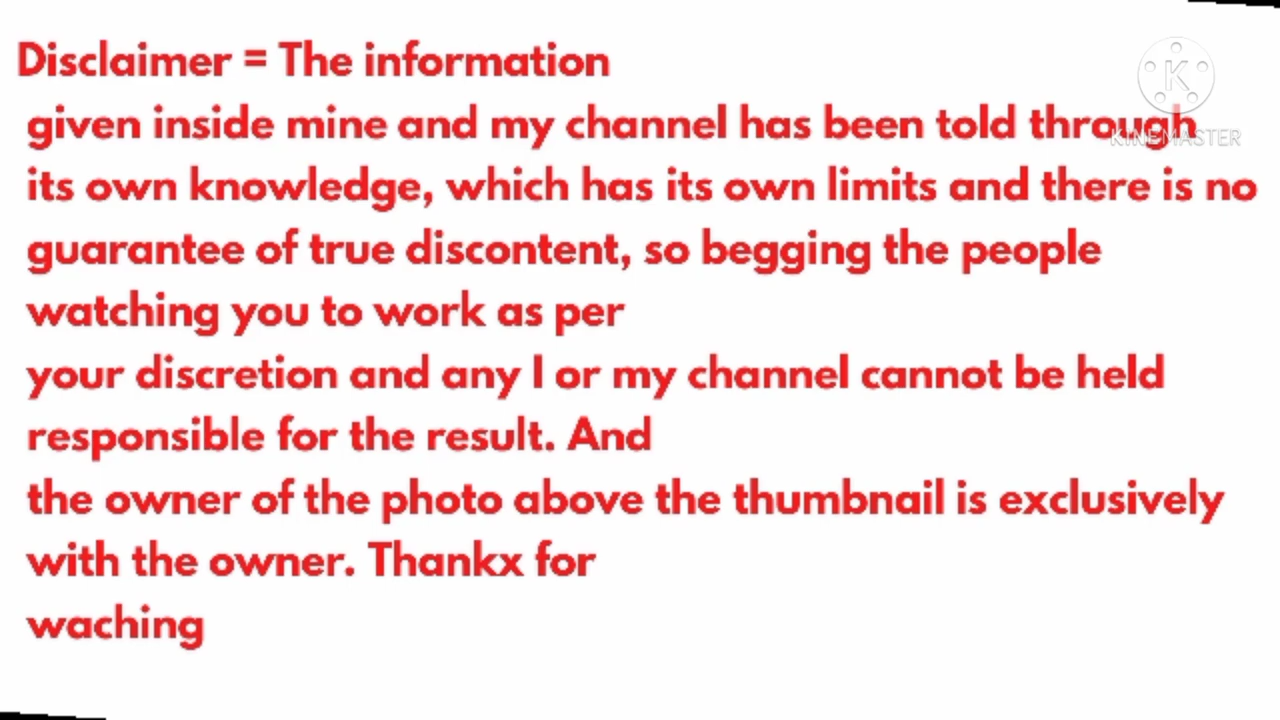 Disclaimer = The information
given inside mine and my channel has been told through
KINEMASTER
its own knowledge, which has its own limits and there is no
guarantee of true discontent, so begging the people
watching you to work as per
your discretion and any I or my channel cannot be held
responsible for the result. And
the owner of the photo above the thumbnail is exclusively
with the owner. Thankx for
waching